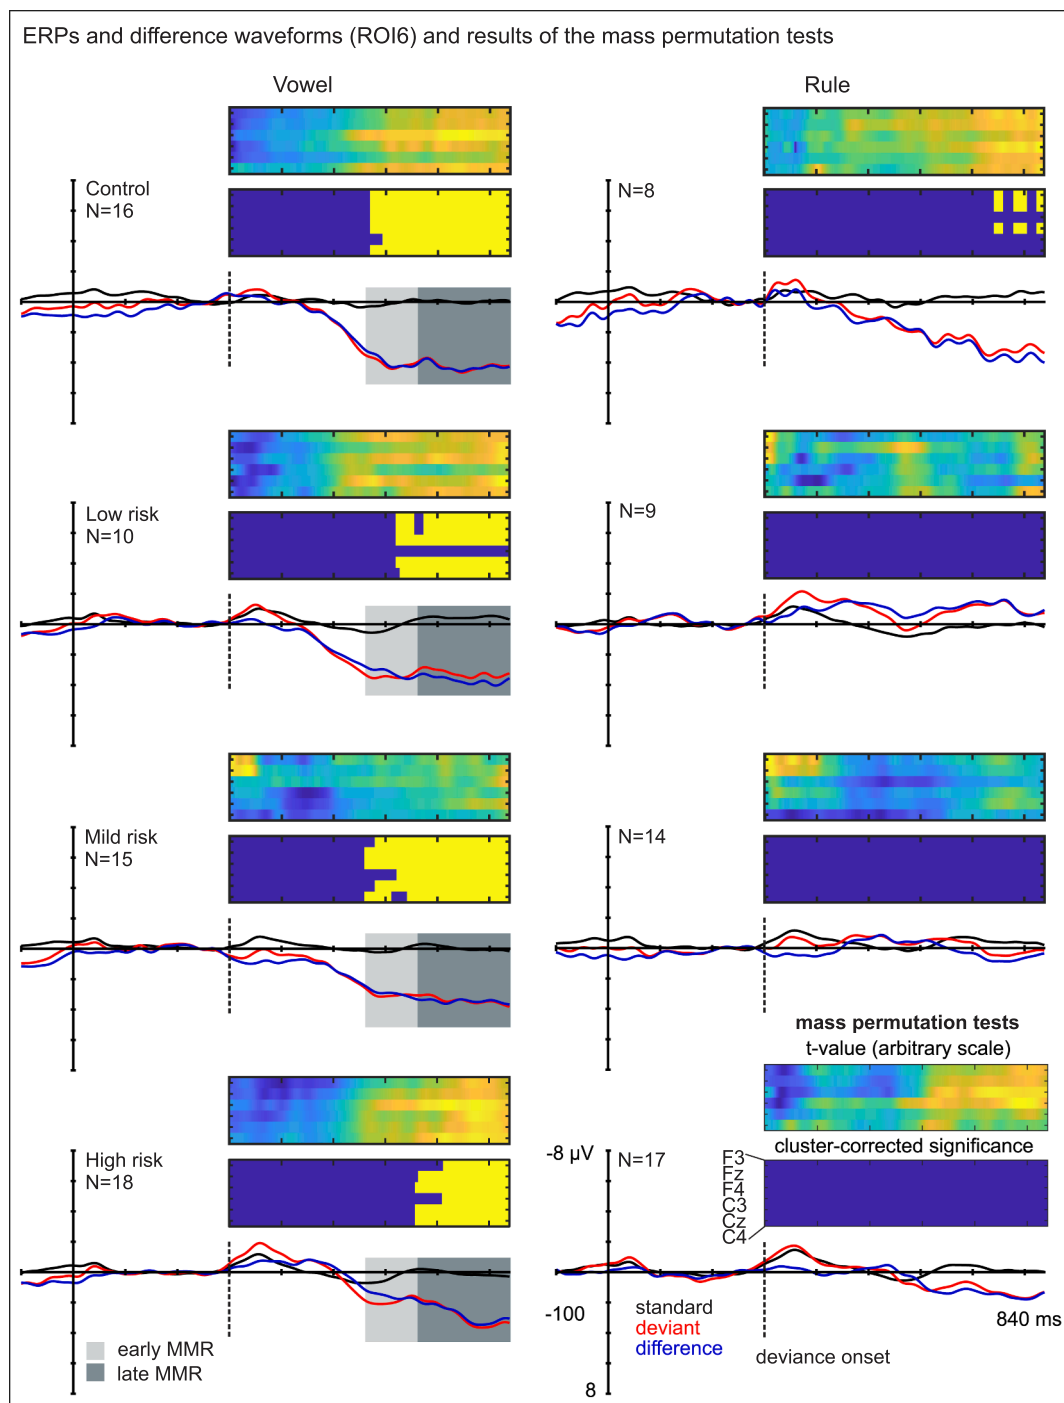 ERPs and difference waveforms (ROI6) and results of the mass permutation tests
Vowel
Rule
Control
N=16
N=8
Low risk
N=10
N=9
Mild risk
N=15
N=14
mass permutation tests
t-value (arbitrary scale)
cluster-corrected significance
High risk
N=18
-8 µV
N=17
F3
Fz
F4
C3
Cz
C4
-100
840 ms
standard
deviant
difference
deviance onset
8
early MMR
late MMR